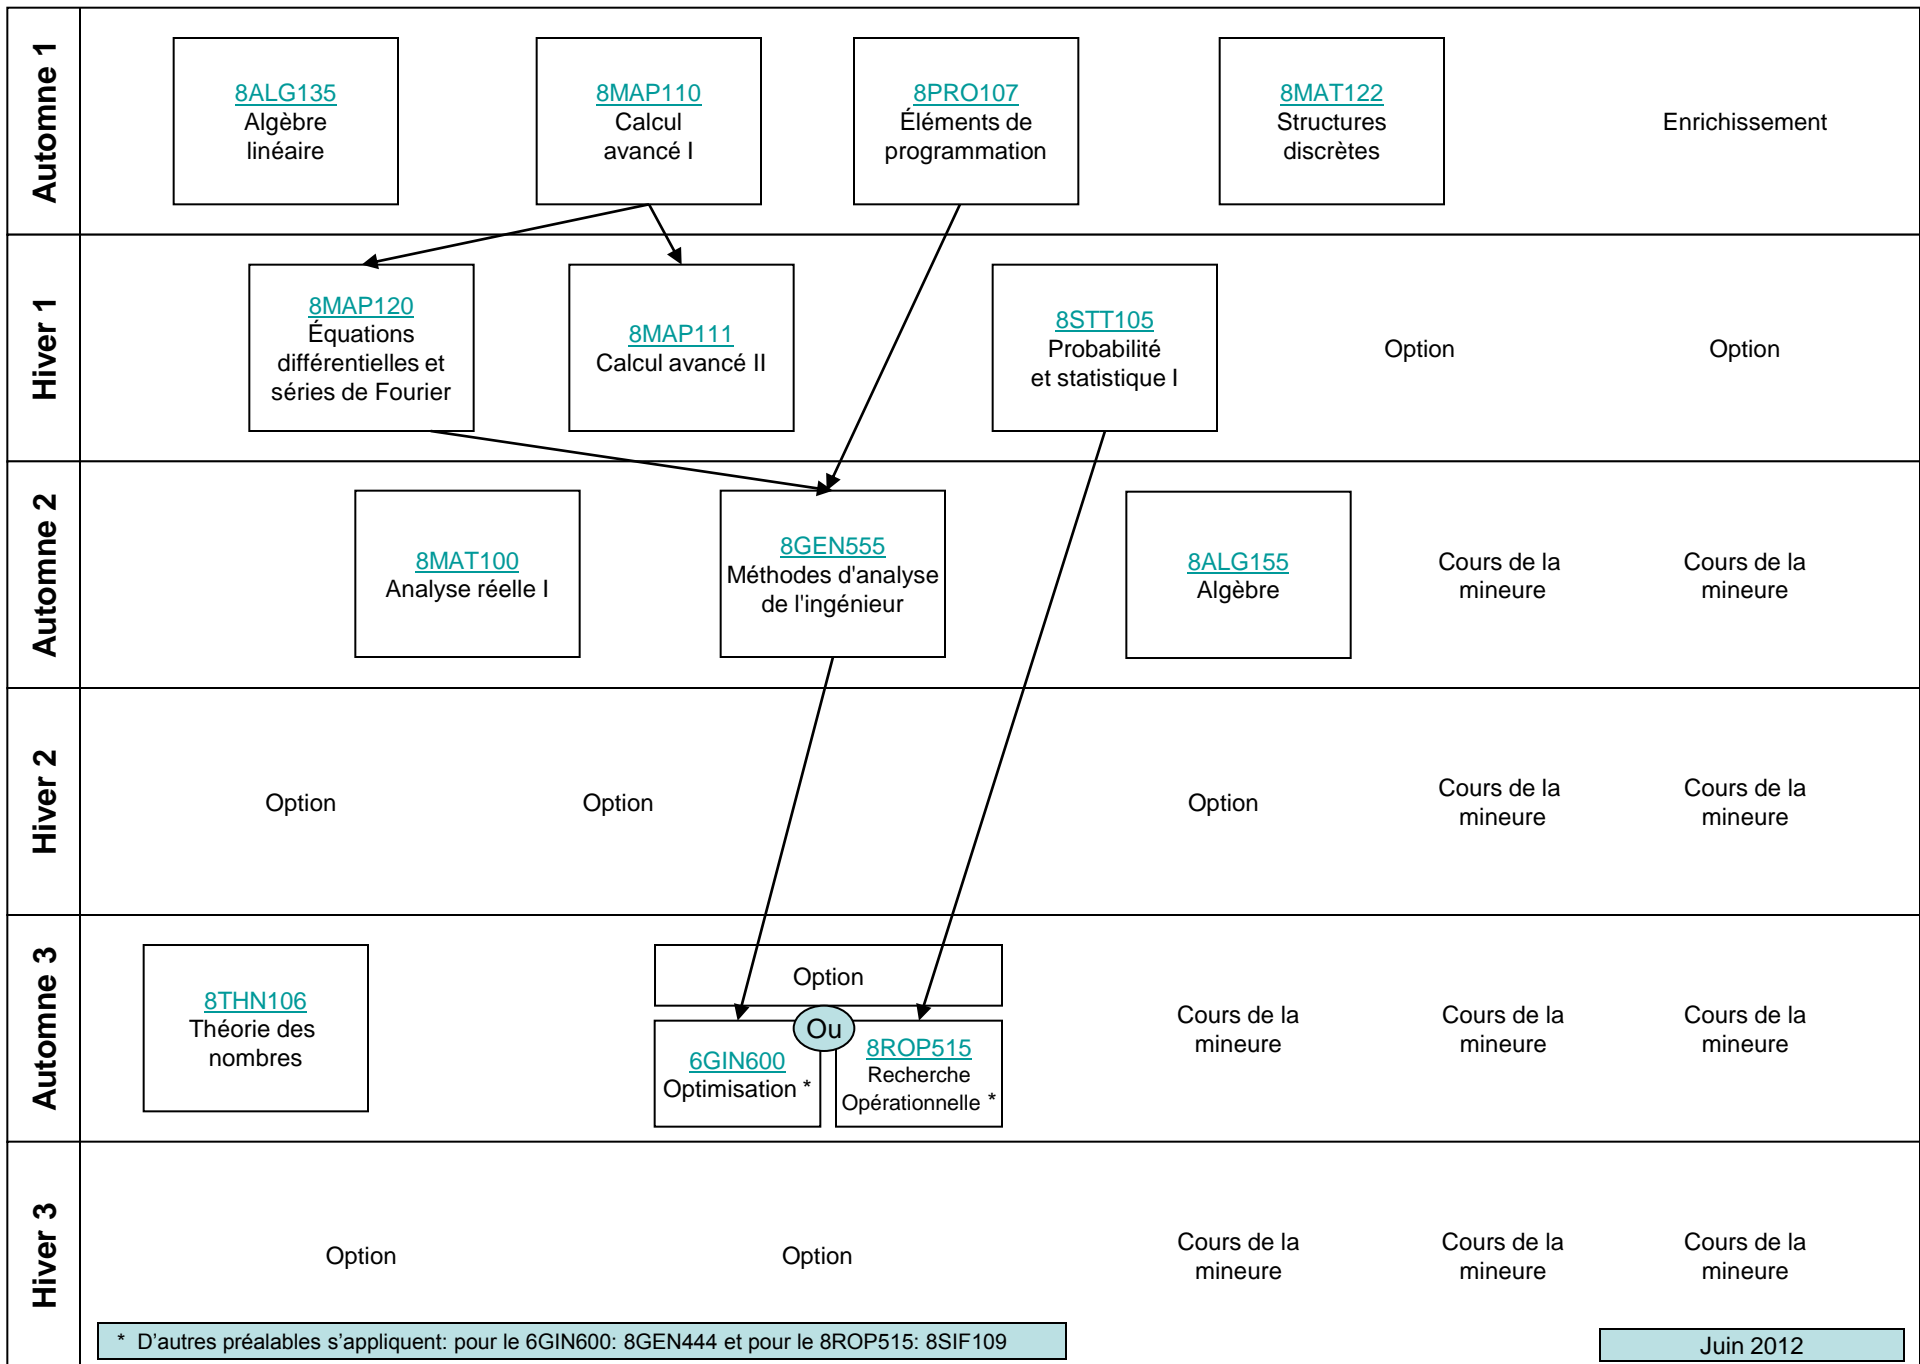 Automne 1
8ALG135
Algèbre
linéaire
8MAP110
Calcul
avancé I
8PRO107
Éléments de
programmation
8MAT122
Structures
discrètes
Enrichissement
Hiver 1
8MAP120
Équations
différentielles et
séries de Fourier
8MAP111
Calcul avancé II
8STT105
Probabilité
et statistique I
Option
Option
Automne 2
8MAT100
Analyse réelle I
8GEN555
Méthodes d'analyse
de l'ingénieur
8ALG155
Algèbre
Cours de la
mineure
Cours de la
mineure
Hiver 2
Option
Option
Option
Cours de la
mineure
Cours de la
mineure
Automne 3
8THN106
Théorie des
nombres
Option
Ou
6GIN600
Optimisation *
8ROP515
Recherche
Opérationnelle *
Cours de la
mineure
Cours de la
mineure
Cours de la
mineure
Hiver 3
Option
Option
Cours de la
mineure
Cours de la
mineure
Cours de la
mineure
* D’autres préalables s’appliquent: pour le 6GIN600: 8GEN444 et pour le 8ROP515: 8SIF109
Juin 2012